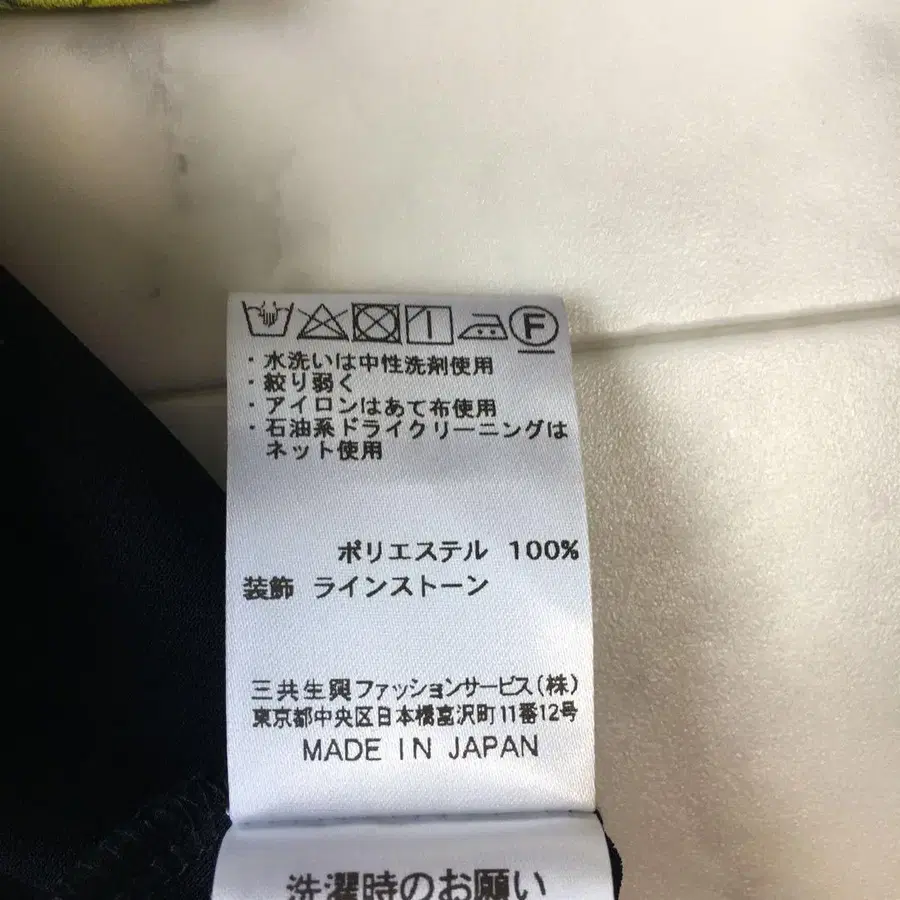 F
・水洗いは中性洗剤使用
・絞り弱く
・アイロンはあて布使用
・石油系ドライクリーニングは
ネット使用
ポリエステル 100%
装飾 ラインストーン
三共生興ファッションサービス(株)
東京都中央区日本橋富沢町11番12号
MADE IN JAPAN
洗濯時のお願い